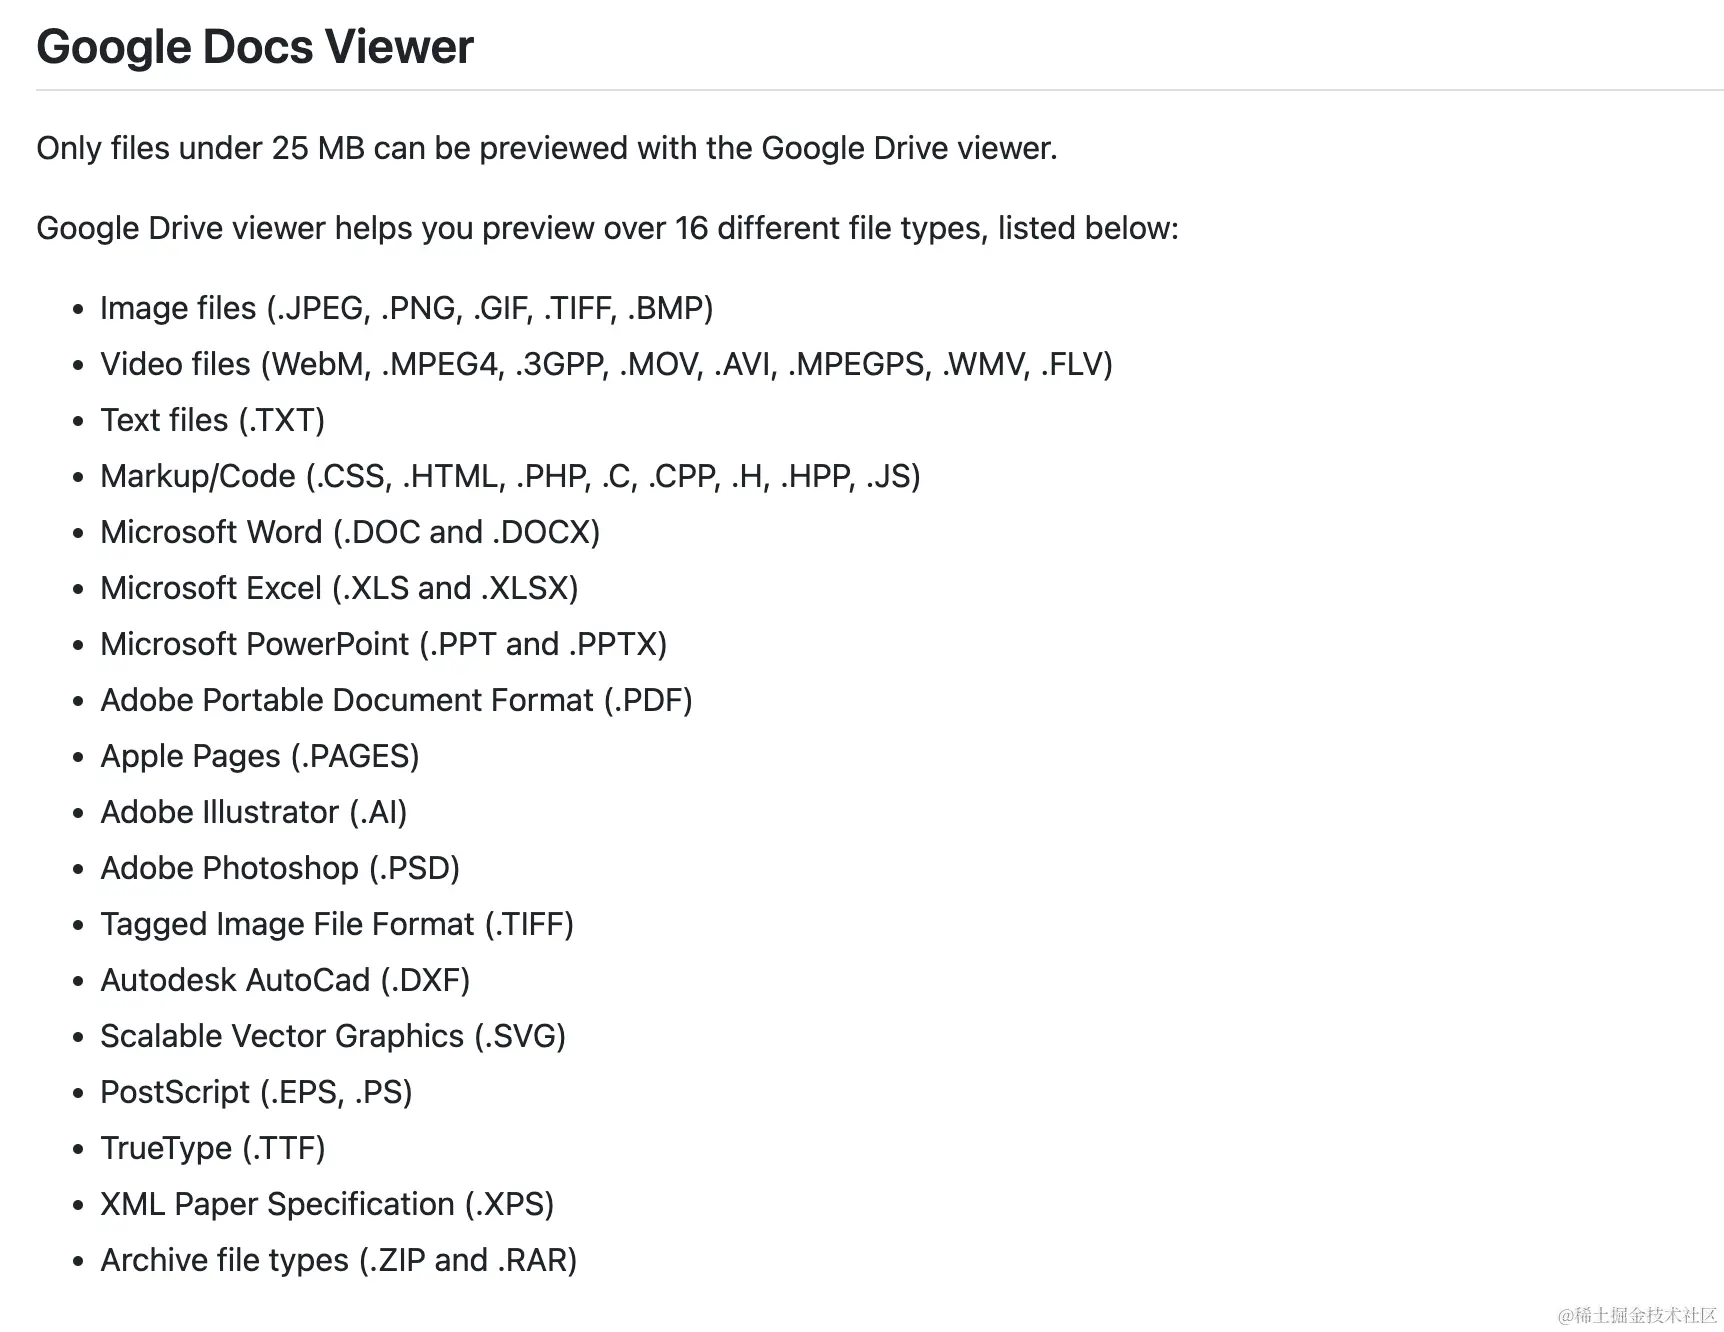 Google Docs Viewer
Only files under 25 MB can be previewed with the Google Drive viewer.
Google Drive viewer helps you preview over 16 different file types, listed below:
• Image files (.JPEG, .PNG, .GIF, .TIFF, .BMP)
• Video files (WebM, .MPEG4, .3GPP, .MOV, .AVI, .MPEGPS, .WMV, .FLV)
• Text files (.TXT)
• Markup/Code (.CSS, .HTML, .PHP, .C, .CPP, .H, .HPP, .JS)
• Microsoft Word (.DOC and .DOCX)
• Microsoft Excel (.XLS and .XLSX)
• Microsoft PowerPoint (.PPT and .PPTX)
• Adobe Portable Document Format (.PDF)
• Apple Pages (.PAGES)
• Adobe Illustrator (.AI)
• Adobe Photoshop (.PSD)
• Tagged Image File Format (.TIFF)
• Autodesk AutoCad (.DXF)
• Scalable Vector Graphics (.SVG)
• PostScript (.EPS, .PS)
• TrueType (.TTF)
• XML Paper Specification (.XPS)
• Archive file types (.ZIP and .RAR)
@稀土掘金技术社区